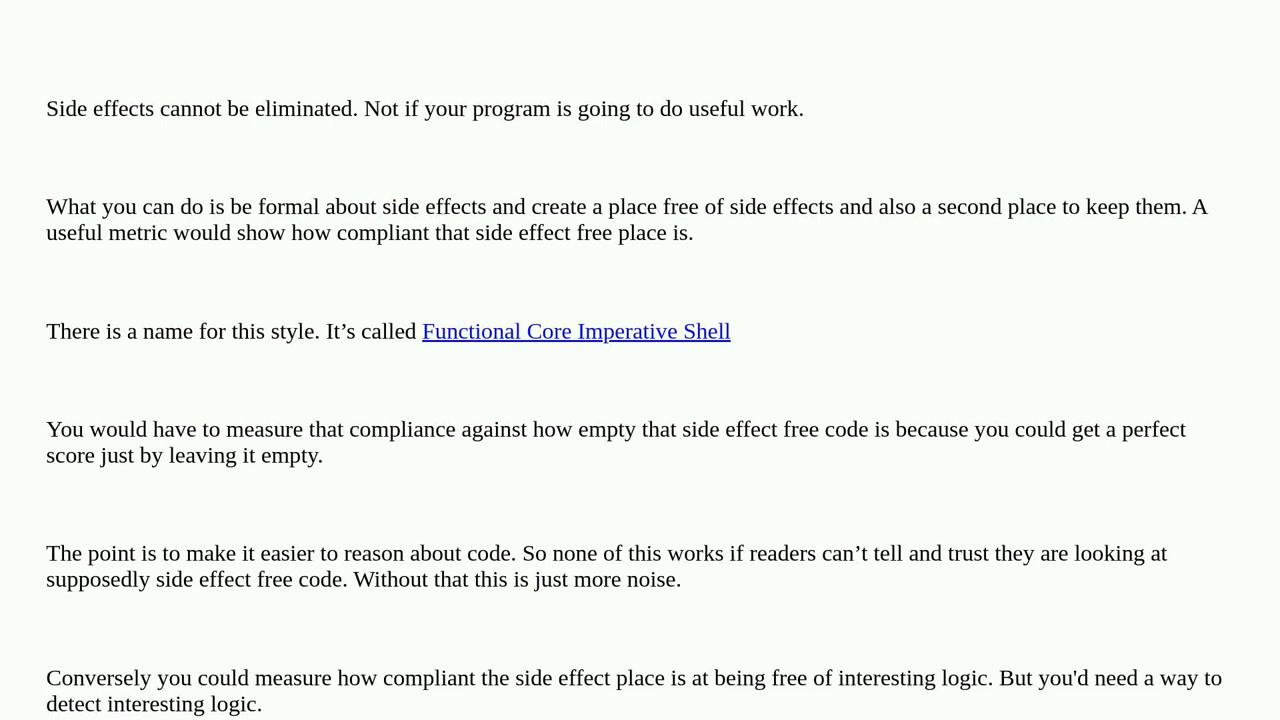 Side effects cannot be eliminated. Not if your program is going to do useful work.
What you can do is be formal about side effects and create a place free of side effects and also a second place to keep them. A
useful metric would show how compliant that side effect free place is.
There is a name for this style. It’s called Functional Core Imperative Shell
You would have to measure that compliance against how empty that side effect free code is because you could get a perfect
score just by leaving it empty.
The point is to make it easier to reason about code. So none of this works if readers can’t tell and trust they are looking at
supposedly side effect free code. Without that this is just more noise.
Conversely you could measure how compliant the side effect place is at being free of interesting logic. But you'd need a way to
detect interesting logic.